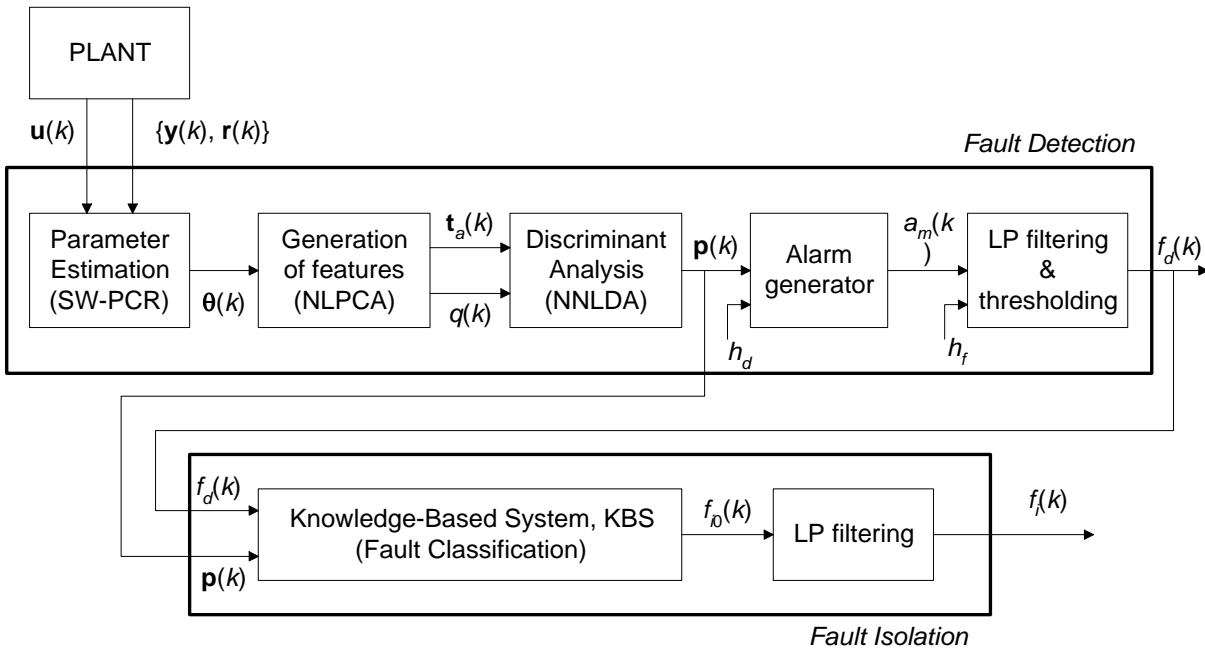 PLANT
u(k)
{y(k), r(k)}
Fault Detection
Parameter
Estimation
(SW-PCR)
θ(k)
Generation
of features
(NLPCA)
t_a(k)
q(k)
Discriminant
Analysis
(NNLDA)
p(k)
h_d
Alarm
generator
a_m(k
)
h_f
LP filtering
&
thresholding
f_d(k)
f_d(k)
p(k)
Knowledge-Based System, KBS
(Fault Classification)
f_i0(k)
LP filtering
f_i(k)
Fault Isolation